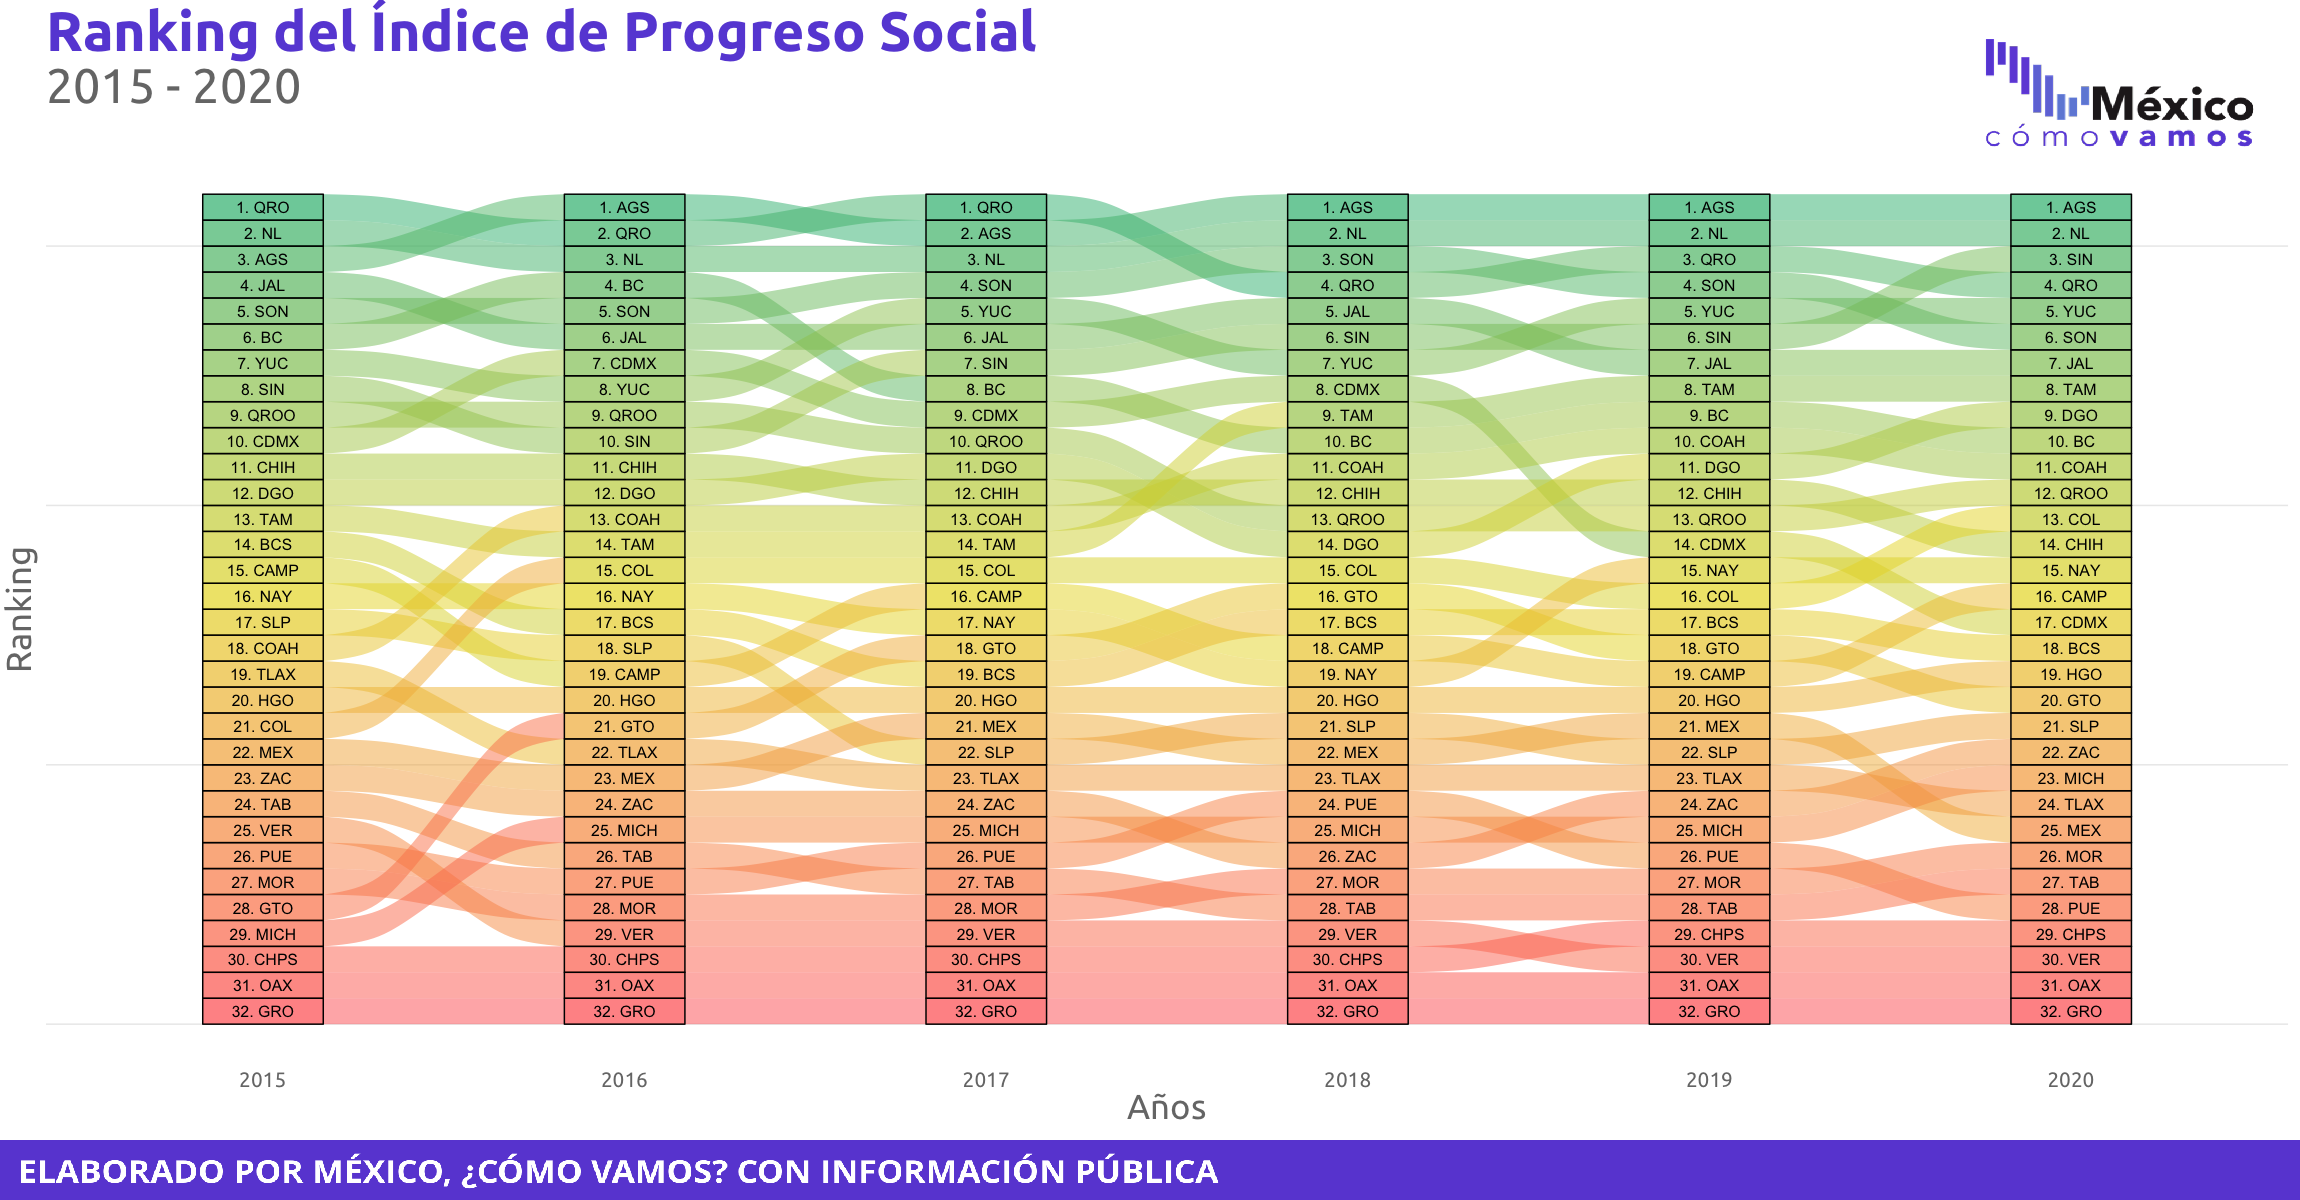 Ranking del Índice de Progreso Social
2015 - 2020
México
cómovamos
Ranking
1. QRO 1. AGS 1. QRO 1. AGS 1. AGS 1. AGS
2. NL 2. QRO 2. AGS 2. NL 2. NL 2. NL
3. AGS 3. NL 3. NL 3. SON 3. QRO 3. SIN
4. JAL 4. BC 4. SON 4. QRO 4. SON 4. QRO
5. SON 5. SON 5. YUC 5. JAL 5. YUC 5. YUC
6. BC 6. JAL 6. JAL 6. SIN 6. SIN 6. SON
7. YUC 7. CDMX 7. SIN 7. YUC 7. JAL 7. JAL
8. SIN 8. YUC 8. BC 8. CDMX 8. TAM 8. TAM
9. QROO 9. QROO 9. CDMX 9. TAM 9. BC 9. DGO
10. CDMX 10. SIN 10. QROO 10. BC 10. COAH 10. BC
11. CHIH 11. CHIH 11. DGO 11. COAH 11. DGO 11. COAH
12. DGO 12. DGO 12. CHIH 12. CHIH 12. CHIH 12. QROO
13. TAM 13. COAH 13. COAH 13. QROO 13. QROO 13. COL
14. BCS 14. TAM 14. TAM 14. DGO 14. CDMX 14. CHIH
15. CAMP 15. COL 15. COL 15. COL 15. NAY 15. NAY
16. NAY 16. NAY 16. CAMP 16. GTO 16. COL 16. CAMP
17. SLP 17. BCS 17. NAY 17. BCS 17. BCS 17. CDMX
18. COAH 18. SLP 18. GTO 18. CAMP 18. GTO 18. BCS
19. TLAX 19. CAMP 19. BCS 19. NAY 19. CAMP 19. HGO
20. HGO 20. HGO 20. HGO 20. HGO 20. HGO 20. GTO
21. COL 21. GTO 21. MEX 21. SLP 21. MEX 21. SLP
22. MEX 22. TLAX 22. SLP 22. MEX 22. SLP 22. ZAC
23. ZAC 23. MEX 23. TLAX 23. TLAX 23. TLAX 23. MICH
24. TAB 24. ZAC 24. ZAC 24. PUE 24. ZAC 24. TLAX
25. VER 25. MICH 25. MICH 25. MICH 25. MICH 25. MEX
26. PUE 26. TAB 26. PUE 26. ZAC 26. PUE 26. MOR
27. MOR 27. PUE 27. TAB 27. MOR 27. MOR 27. TAB
28. GTO 28. MOR 28. MOR 28. TAB 28. TAB 28. PUE
29. MICH 29. VER 29. VER 29. VER 29. CHPS 29. CHPS
30. CHPS 30. CHPS 30. CHPS 30. CHPS 30. VER 30. VER
31. OAX 31. OAX 31. OAX 31. OAX 31. OAX 31. OAX
32. GRO 32. GRO 32. GRO 32. GRO 32. GRO 32. GRO
2015 2016 2017 2018 2019 2020
Años
ELABORADO POR MÉXICO, ¿CÓMO VAMOS? CON INFORMACIÓN PÚBLICA